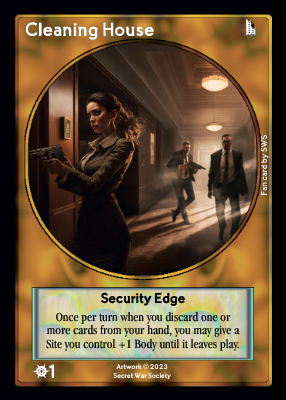 Cleaning House
Fan card by SWS
Security Edge
Once per turn when you discard one or
more cards from your hand, you may give a
Site you control +1 Body until it leaves play.
1
Artwork © 2023
Secret War Society